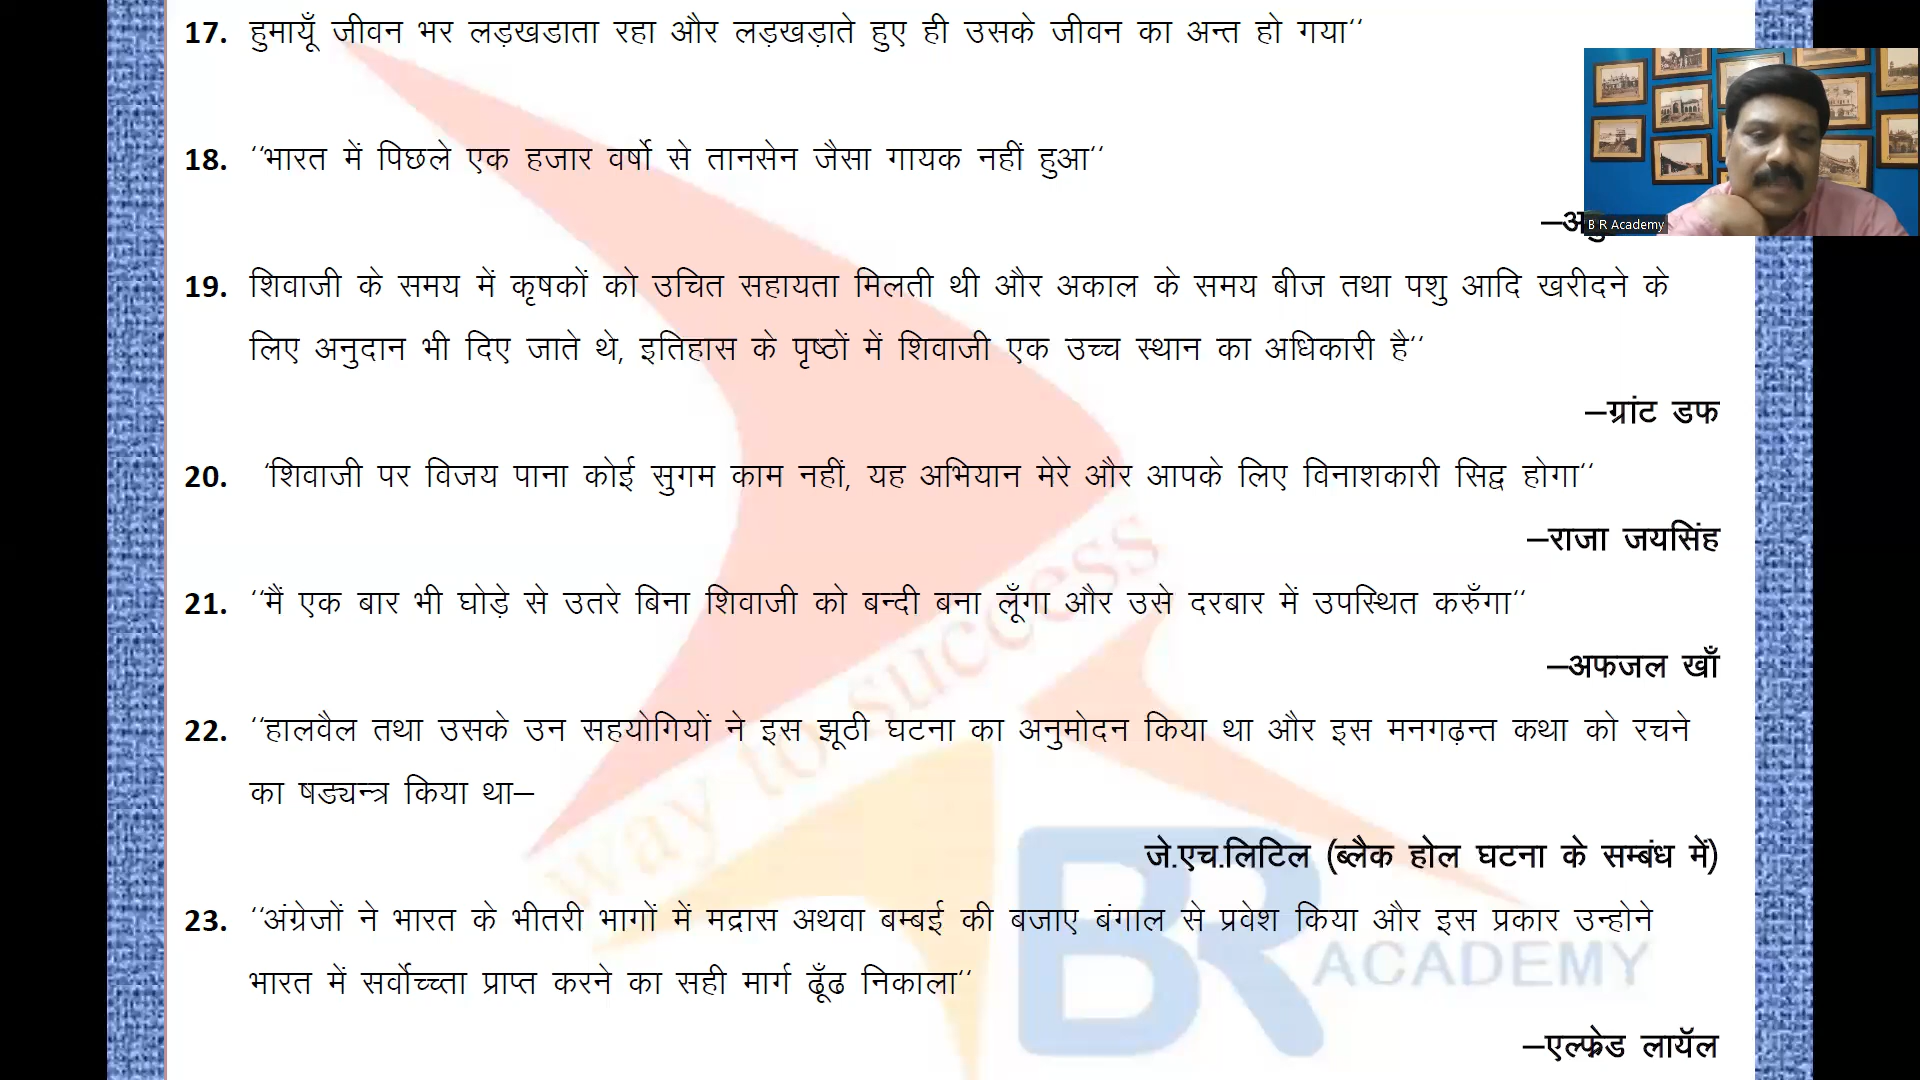 17. हुमायूँ जीवन भर लड़खडाता रहा और लड़खड़ाते हुए ही उसके जीवन का अन्त हो गया‘‘
18. ‘‘भारत में पिछले एक हजार वर्षो से तानसेन जैसा गायक नहीं हुआ‘‘
B R Academy
19. शिवाजी के समय में कृषकों को उचित सहायता मिलती थी और अकाल के समय बीज तथा पशु आदि खरीदने के
लिए अनुदान भी दिए जाते थे, इतिहास के पृष्ठों में शिवाजी एक उच्च स्थान का अधिकारी है‘‘
–ग्रांट डफ
20. ‘शिवाजी पर विजय पाना कोई सुगम काम नहीं, यह अभियान मेरे और आपके लिए विनाशकारी सिद्व होगा‘‘
–राजा जयसिंह
21. ‘‘मैं एक बार भी घोड़े से उतरे बिना शिवाजी को बन्दी बना लूँगा और उसे दरबार में उपस्थित करुँगा‘‘
–अफजल खाँ
22. ‘‘हालवैल तथा उसके उन सहयोगियों ने इस झूठी घटना का अनुमोदन किया था और इस मनगढ़न्त कथा को रचने
का षड्यन्त्र किया था–
जे.एच.लिटिल (ब्लैक होल घटना के सम्बंध में)
23. ‘‘अंग्रेजों ने भारत के भीतरी भागों में मद्रास अथवा बम्बई की बजाए बंगाल से प्रवेश किया और इस प्रकार उन्होने
भारत में सर्वोच्च्ता प्राप्त करने का सही मार्ग ढूँढ निकाला‘‘
–एल्फ्रेड लायॅल
way to success
BR ACADEMY